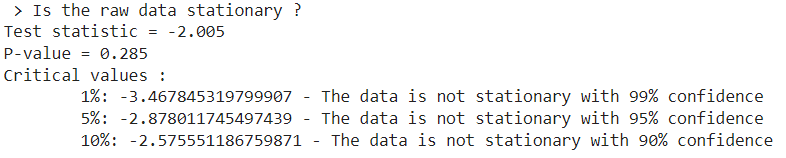 > Is the raw data stationary ?
Test statistic = -2.005
P-value = 0.285
Critical values :
1%: -3.467845319799907 - The data is not stationary with 99% confidence
5%: -2.878011745497439 - The data is not stationary with 95% confidence
10%: -2.575551186759871 - The data is not stationary with 90% confidence